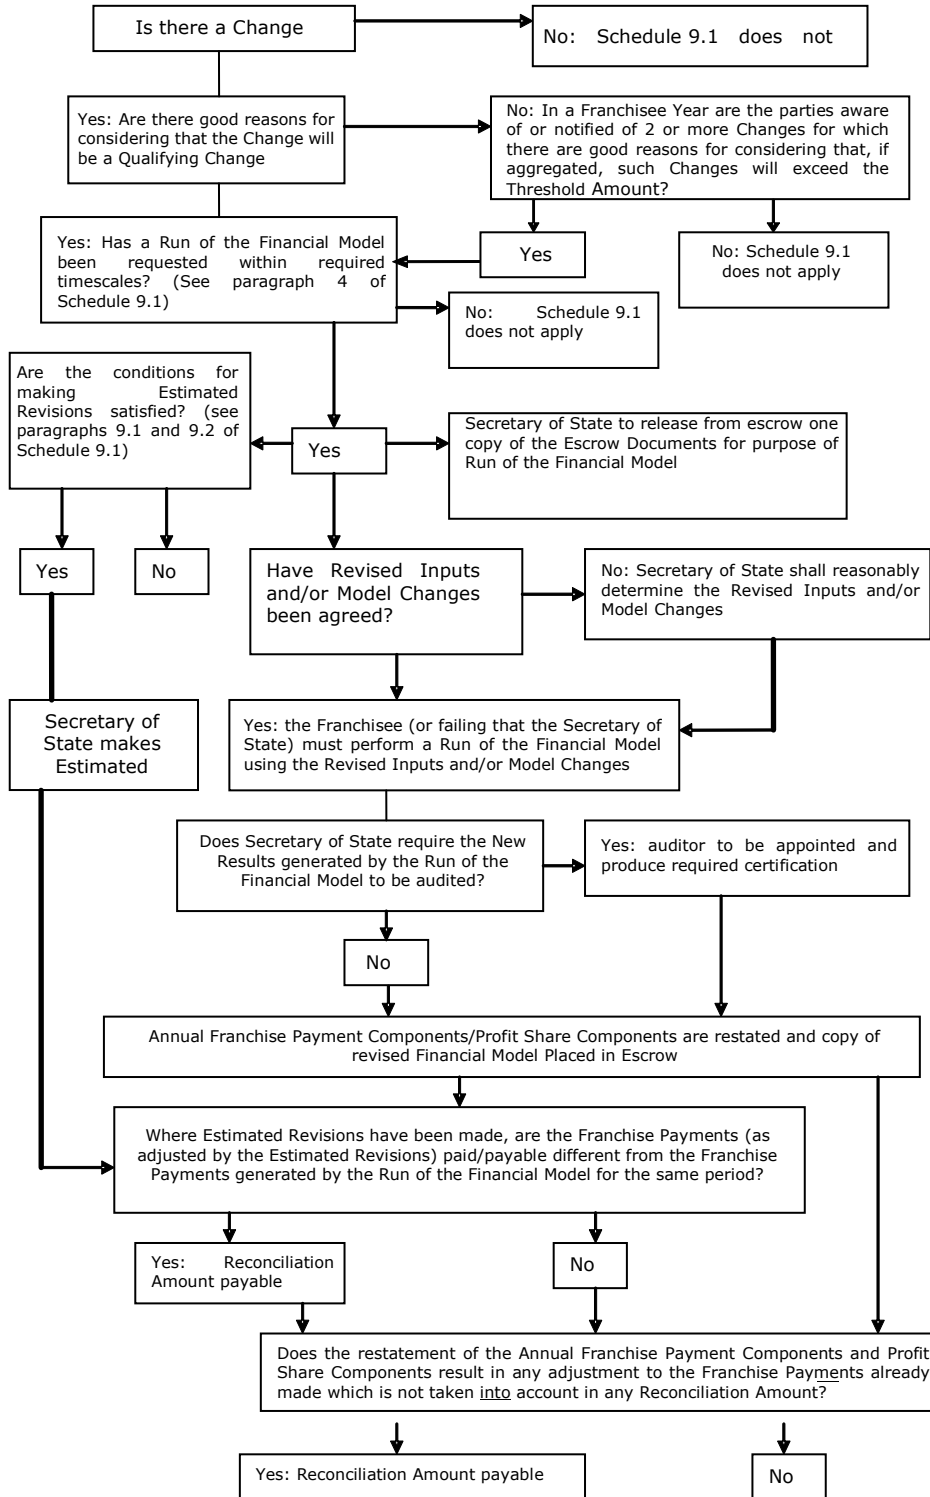 Is there a Change
No: Schedule 9.1 does not
Yes: Are there good reasons for
considering that the Change will
be a Qualifying Change
No: In a Franchisee Year are the parties aware
of or notified of 2 or more Changes for which
there are good reasons for considering that, if
aggregated, such Changes will exceed the
Threshold Amount?
Yes: Has a Run of the Financial Model
been requested within required
timescales? (See paragraph 4 of
Schedule 9.1)
Yes
No: Schedule 9.1
does not apply
No: Schedule 9.1
does not apply
Are the conditions for
making Estimated
Revisions satisfied? (see
paragraphs 9.1 and 9.2 of
Schedule 9.1)
Yes
Secretary of State to release from escrow one
copy of the Escrow Documents for purpose of
Run of the Financial Model
Yes
No
Have Revised Inputs
and/or Model Changes
been agreed?
No: Secretary of State shall reasonably
determine the Revised Inputs and/or
Model Changes
Secretary of
State makes
Estimated
Yes: the Franchisee (or failing that the Secretary of
State) must perform a Run of the Financial Model
using the Revised Inputs and/or Model Changes
Does Secretary of State require the New
Results generated by the Run of the
Financial Model to be audited?
Yes: auditor to be appointed and
produce required certification
No
Annual Franchise Payment Components/Profit Share Components are restated and copy of
revised Financial Model Placed in Escrow
Where Estimated Revisions have been made, are the Franchise Payments (as
adjusted by the Estimated Revisions) paid/payable different from the Franchise
Payments generated by the Run of the Financial Model for the same period?
Yes: Reconciliation
Amount payable
No
Does the restatement of the Annual Franchise Payment Components and Profit
Share Components result in any adjustment to the Franchise Payments already
made which is not taken into account in any Reconciliation Amount?
Yes: Reconciliation Amount payable
No